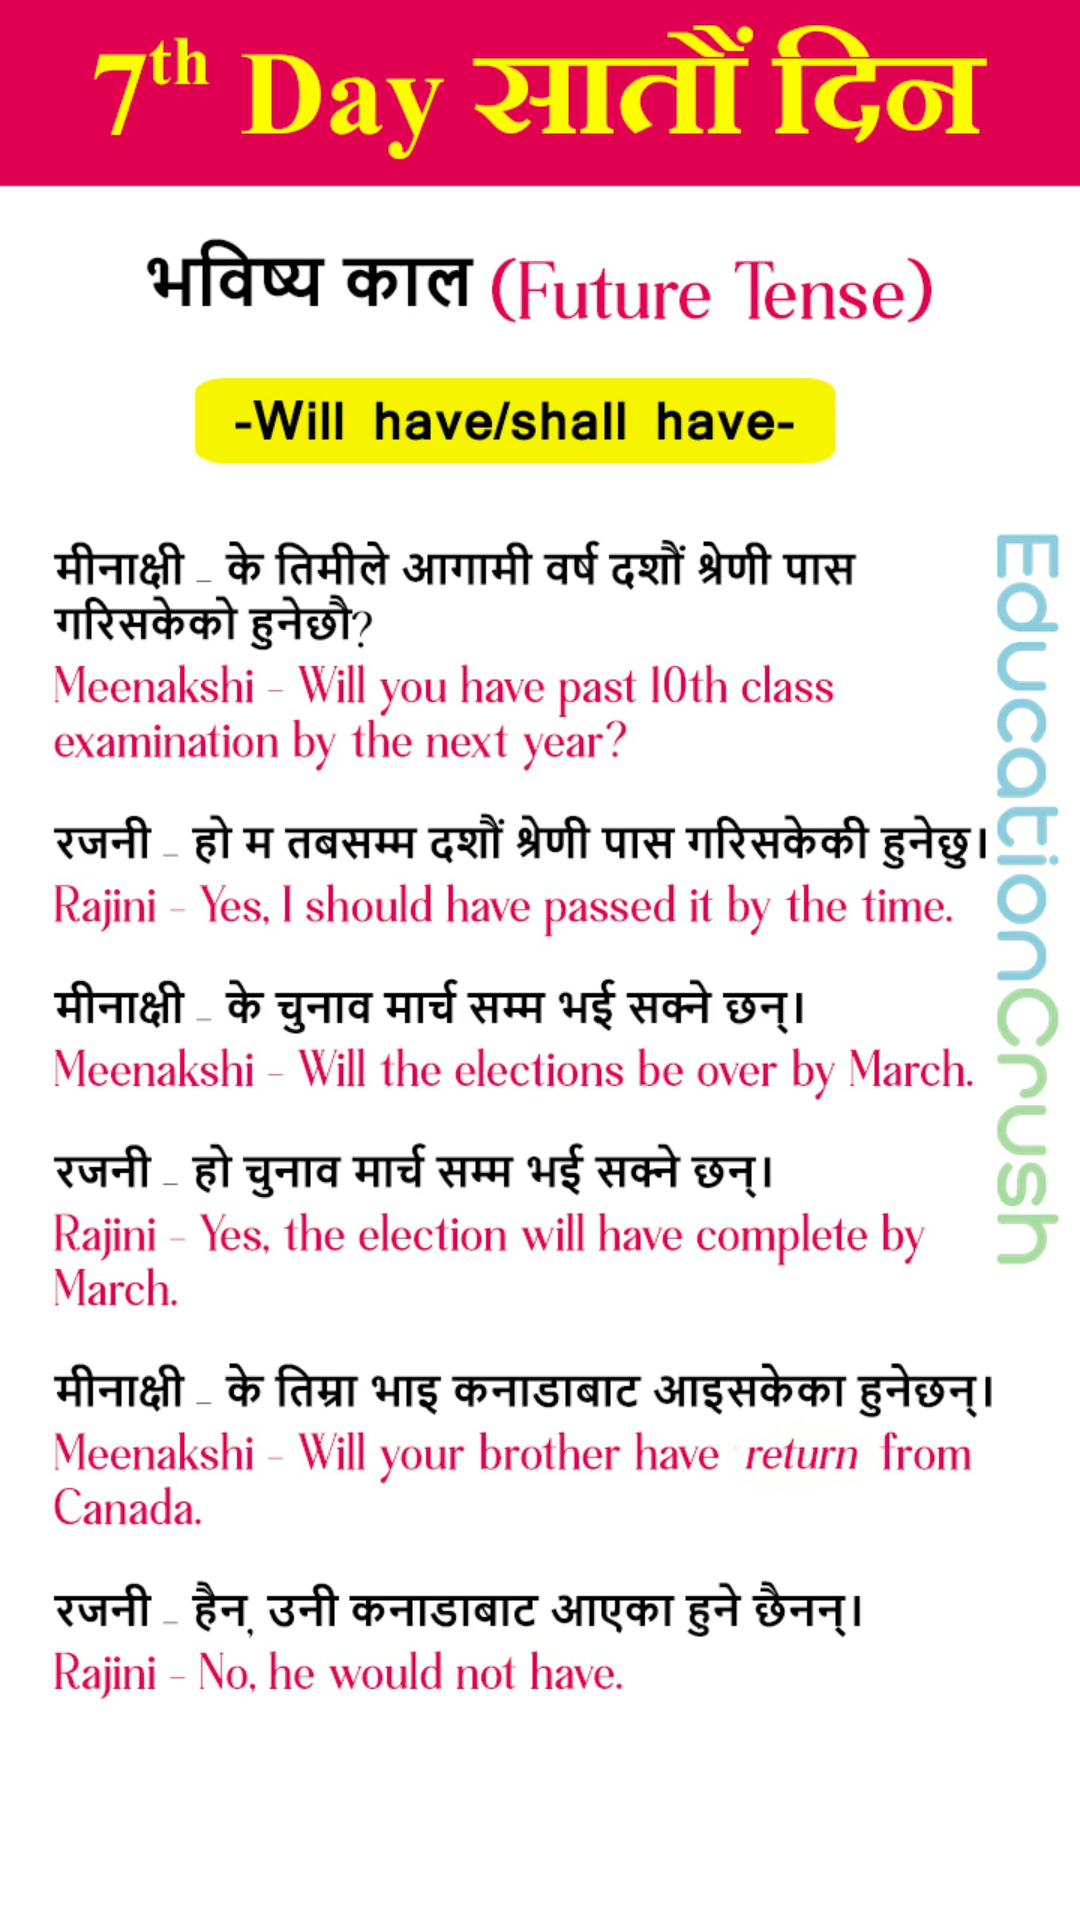 7th Day सातौं दिन
भविष्य काल (Future Tense)
-Will have/shall have-
मीनाक्षी – के तिमीले आगामी वर्ष दशौं श्रेणी पास
गरिसकेको हुनेछौ?
Meenakshi – Will you have past 10th class
examination by the next year?
रजनी – हो म तबसम्म दशौं श्रेणी पास गरिसकेकी हुनेछु।
Rajini – Yes, I should have passed it by the time.
मीनाक्षी – के चुनाव मार्च सम्म भई सक्ने छन्।
Meenakshi – Will the elections be over by March.
रजनी – हो चुनाव मार्च सम्म भई सक्ने छन्।
Rajini – Yes, the election will have complete by
March.
मीनाक्षी – के तिम्रा भाइ कनाडाबाट आइसकेका हुनेछन्।
Meenakshi – Will your brother have return from
Canada.
रजनी – हैन, उनी कनाडाबाट आएका हुने छैनन्।
Rajini – No, he would not have.
EducationCrush